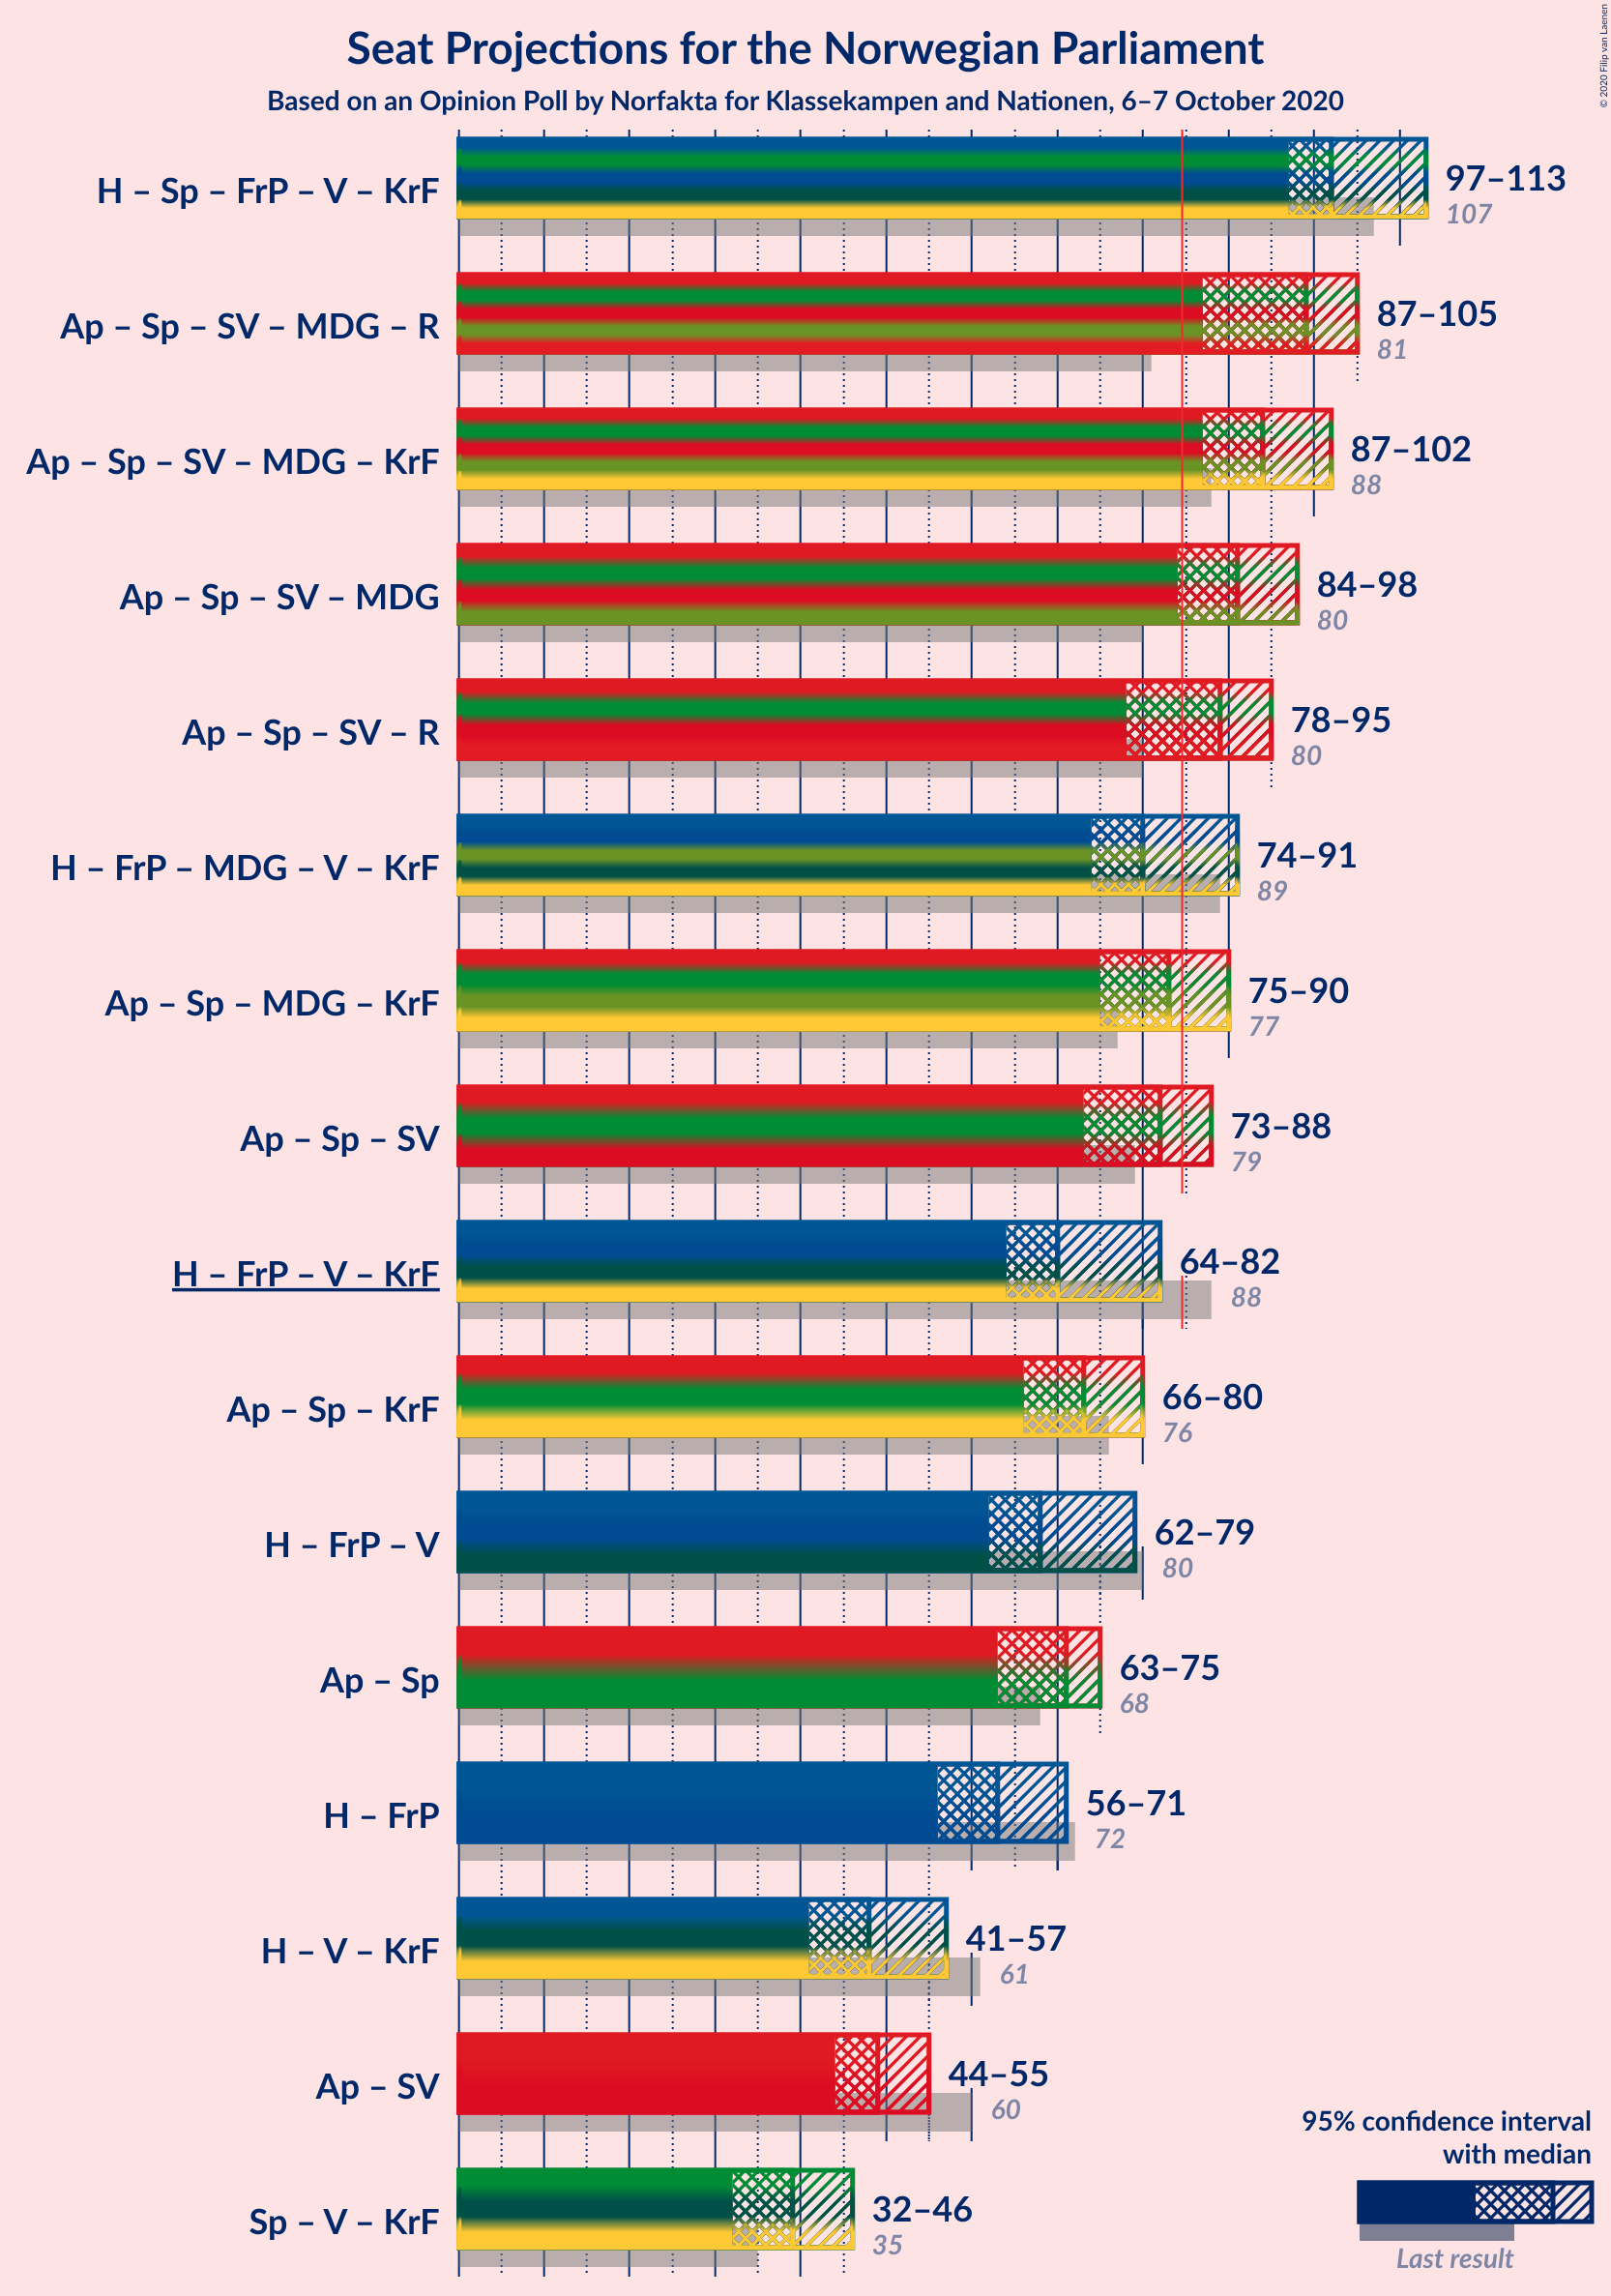 © 2020 Filip van Laenen
Seat Projections for the Norwegian Parliament
Based on an Opinion Poll by Norfakta for Klassekampen and Nationen, 6–7 October 2020
H – Sp – FrP – V – KrF
97–113
107
Ap – Sp – SV – MDG – R
87–105
81
Ap – Sp – SV – MDG – KrF
87–102
88
Ap – Sp – SV – MDG
84–98
80
Ap – Sp – SV – R
78–95
80
H – FrP – MDG – V – KrF
74–91
89
Ap – Sp – MDG – KrF
75–90
77
Ap – Sp – SV
73–88
79
H – FrP – V – KrF
64–82
88
Ap – Sp – KrF
66–80
76
H – FrP – V
62–79
80
Ap – Sp
63–75
68
H – FrP
56–71
72
H – V – KrF
41–57
61
Ap – SV
44–55
60
Sp – V – KrF
32–46
35
95% confidence interval
with median
Last result